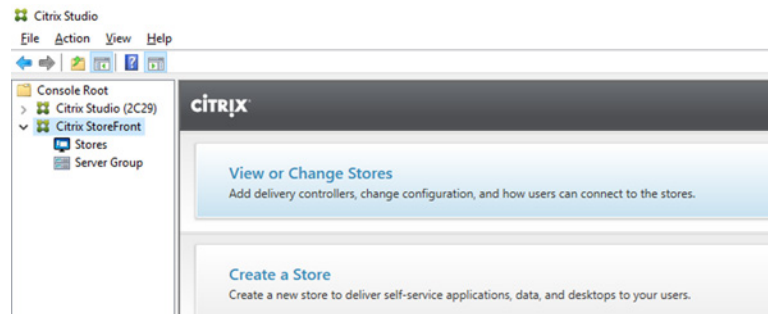 Citrix Studio
File Action View Help
Console Root
Citrix Studio (2C29)
Citrix StoreFront
Stores
Server Group
CİTRIX
View or Change Stores
Add delivery controllers, change configuration, and how users can connect to the stores.
Create a Store
Create a new store to deliver self-service applications, data, and desktops to your users.